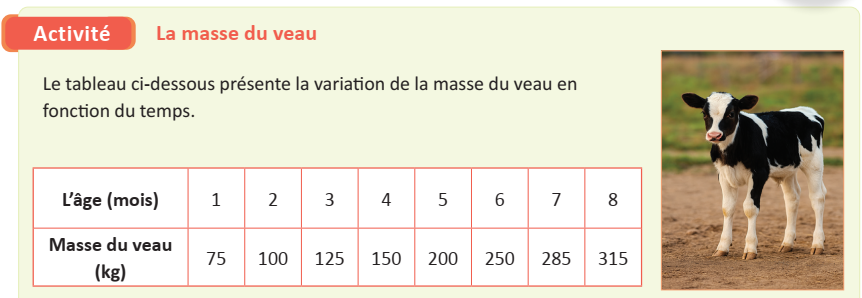 Activité La masse du veau
Le tableau ci-dessous présente la variation de la masse du veau en
fonction du temps.
L'âge (mois) 1 2 3 4 5 6 7 8
Masse du veau
(kg) 75 100 125 150 200 250 285 315